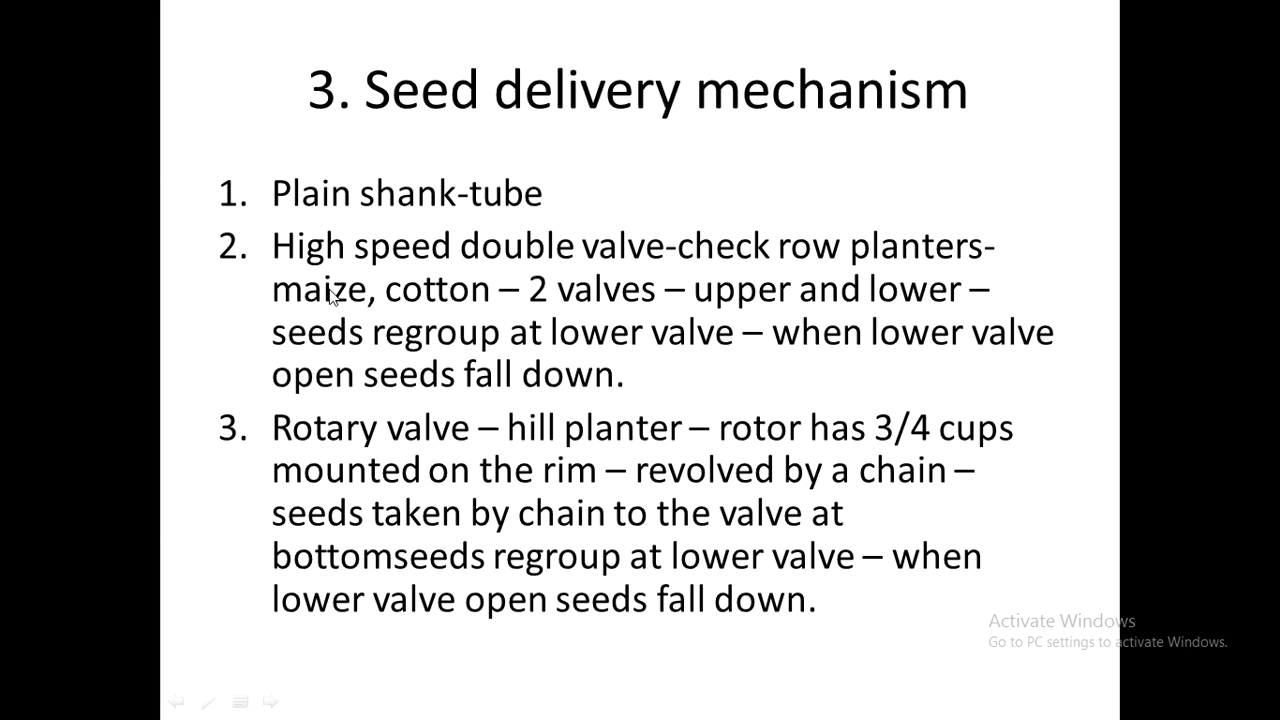 3. Seed delivery mechanism
1. Plain shank-tube
2. High speed double valve-check row planters-
maize, cotton – 2 valves – upper and lower –
seeds regroup at lower valve – when lower valve
open seeds fall down.
3. Rotary valve – hill planter – rotor has 3/4 cups
mounted on the rim – revolved by a chain –
seeds taken by chain to the valve at
bottomseeds regroup at lower valve – when
lower valve open seeds fall down.
Activate Windows
Go to PC settings to activate Windows.